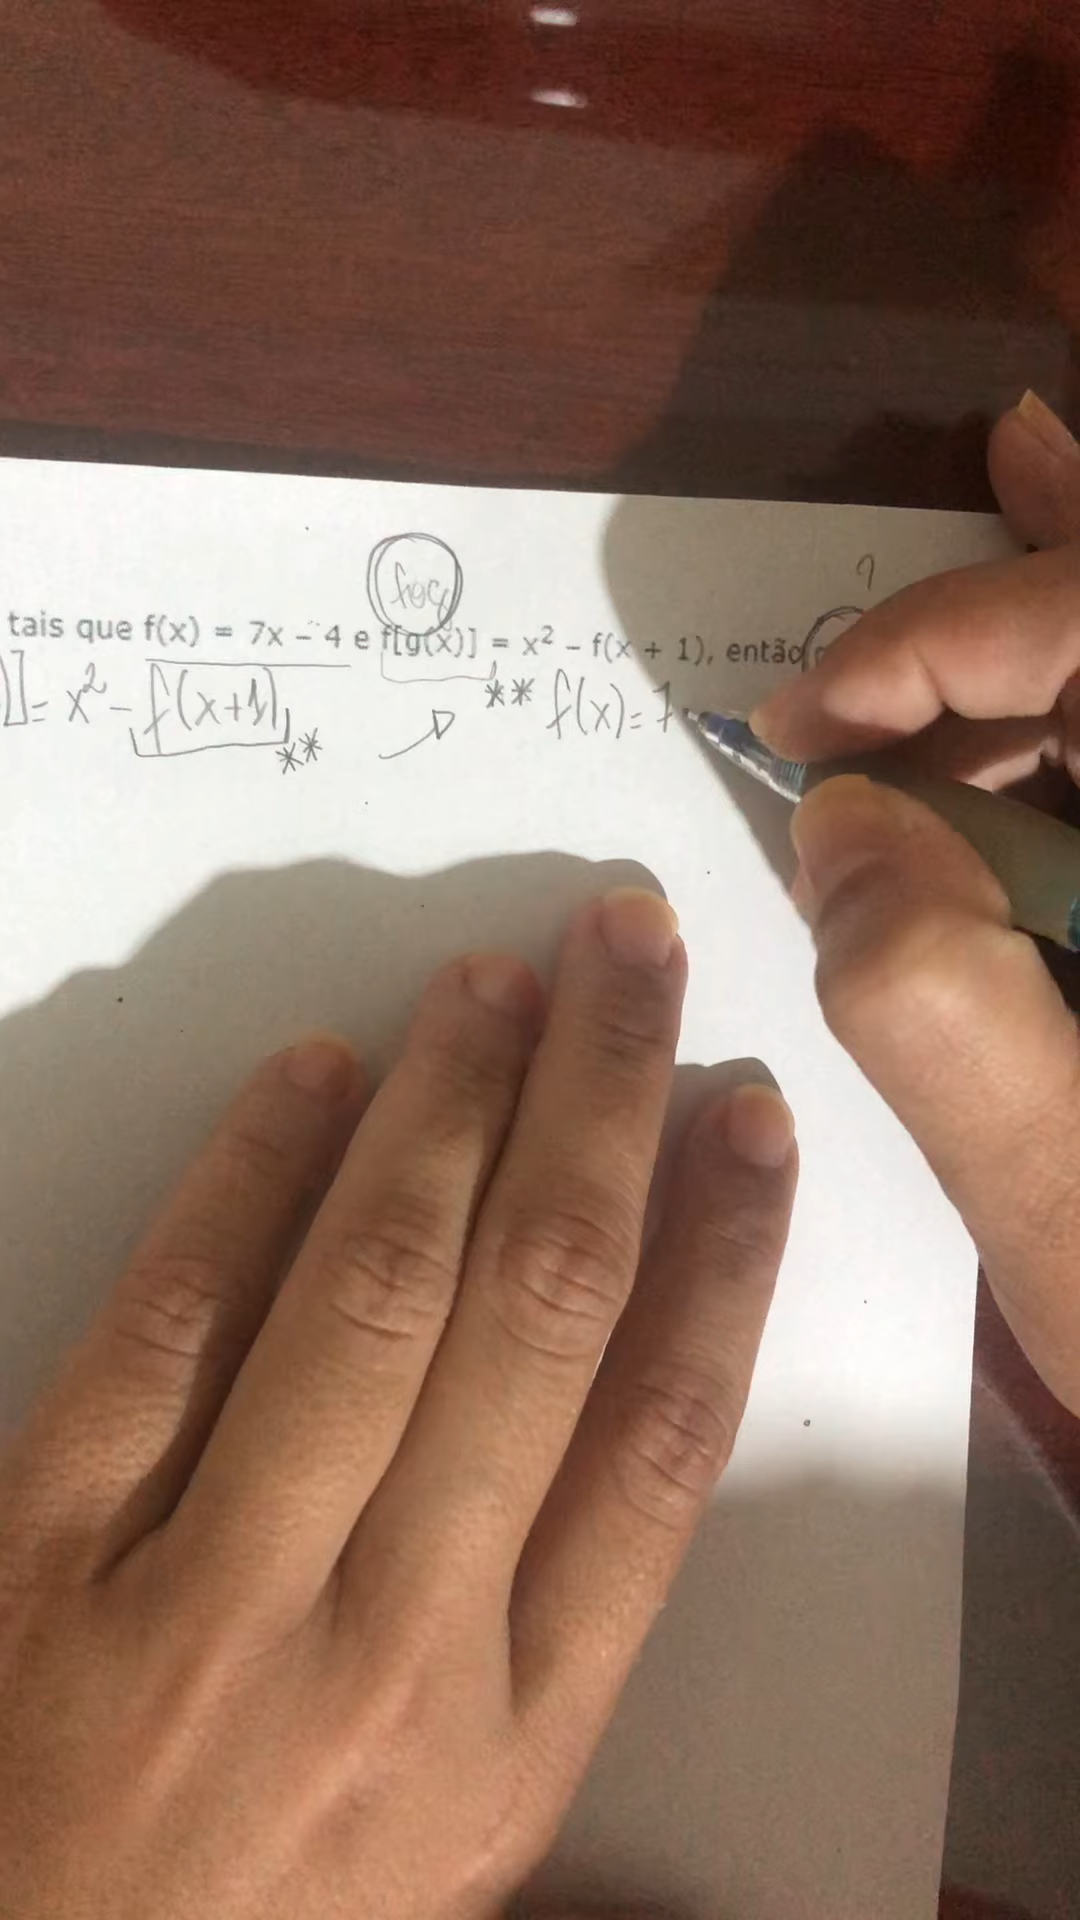 fog
?
tais que f(x) = 7x - 4 e f[g(x)] = x² - f(x + 1), então
)]= x² - f(x+1) ** ** f(x) = 7